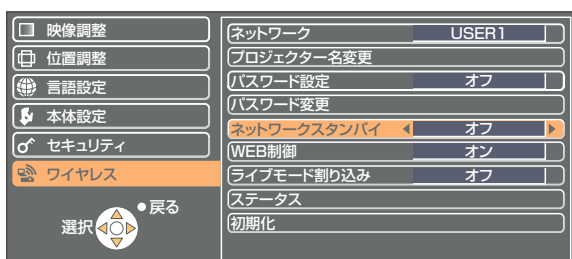 映像調整
位置調整
言語設定
本体設定
セキュリティ
ワイヤレス
戻る
選択
ネットワーク USER1
プロジェクター名変更
パスワード設定 オフ
パスワード変更
ネットワークスタンバイ オフ
WEB制御 オン
ライブモード割り込み オフ
ステータス
初期化